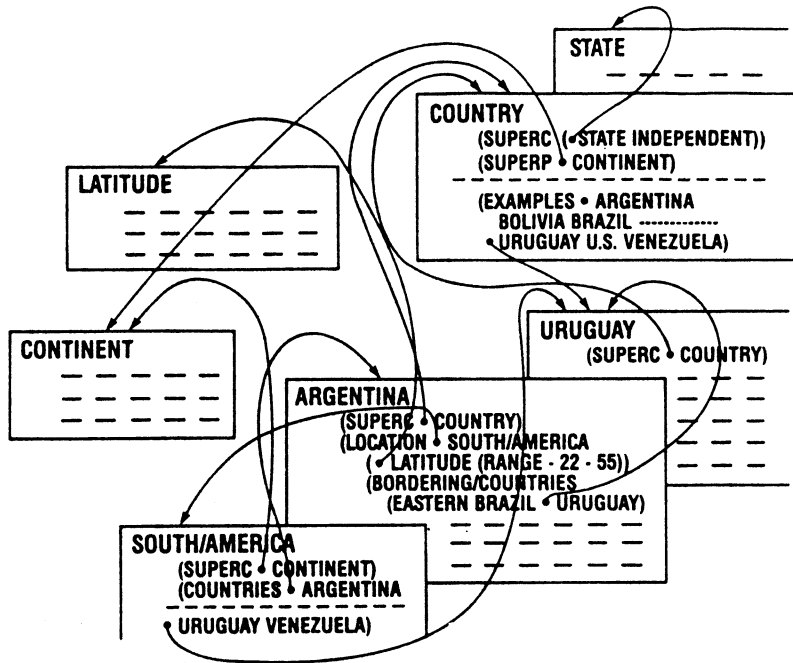 STATE
COUNTRY
(SUPERC (•STATE INDEPENDENT))
(SUPERP • CONTINENT)
(EXAMPLES • ARGENTINA
BOLIVIA BRAZIL ------------
• URUGUAY U.S. VENEZUELA)
LATITUDE
CONTINENT
URUGUAY
(SUPERC • COUNTRY)
ARGENTINA
(SUPERC • COUNTRY)
(LOCATION • SOUTH/AMERICA
(• LATITUDE (RANGE - 22 - 55))
(BORDERING/COUNTRIES
(EASTERN BRAZIL • URUGUAY)
SOUTH/AMERICA
(SUPERC • CONTINENT)
(COUNTRIES • ARGENTINA
• URUGUAY VENEZUELA)